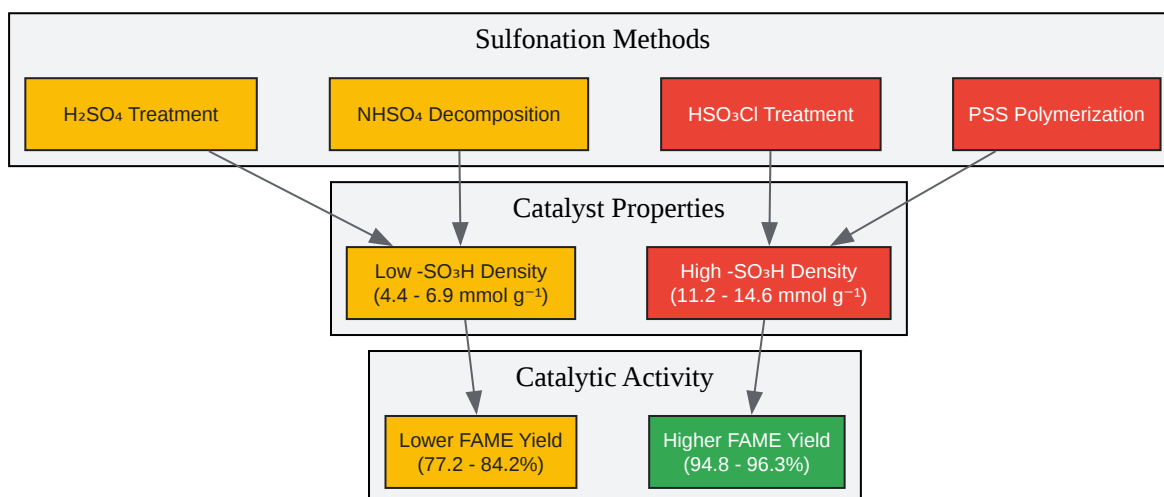 Sulfonation Methods
H₂SO₄ Treatment
NHSO₄ Decomposition
HSO₃Cl Treatment
PSS Polymerization
Catalyst Properties
Low -SO₃H Density
(4.4 - 6.9 mmol g⁻¹)
High -SO₃H Density
(11.2 - 14.6 mmol g⁻¹)
Catalytic Activity
Lower FAME Yield
(77.2 - 84.2%)
Higher FAME Yield
(94.8 - 96.3%)